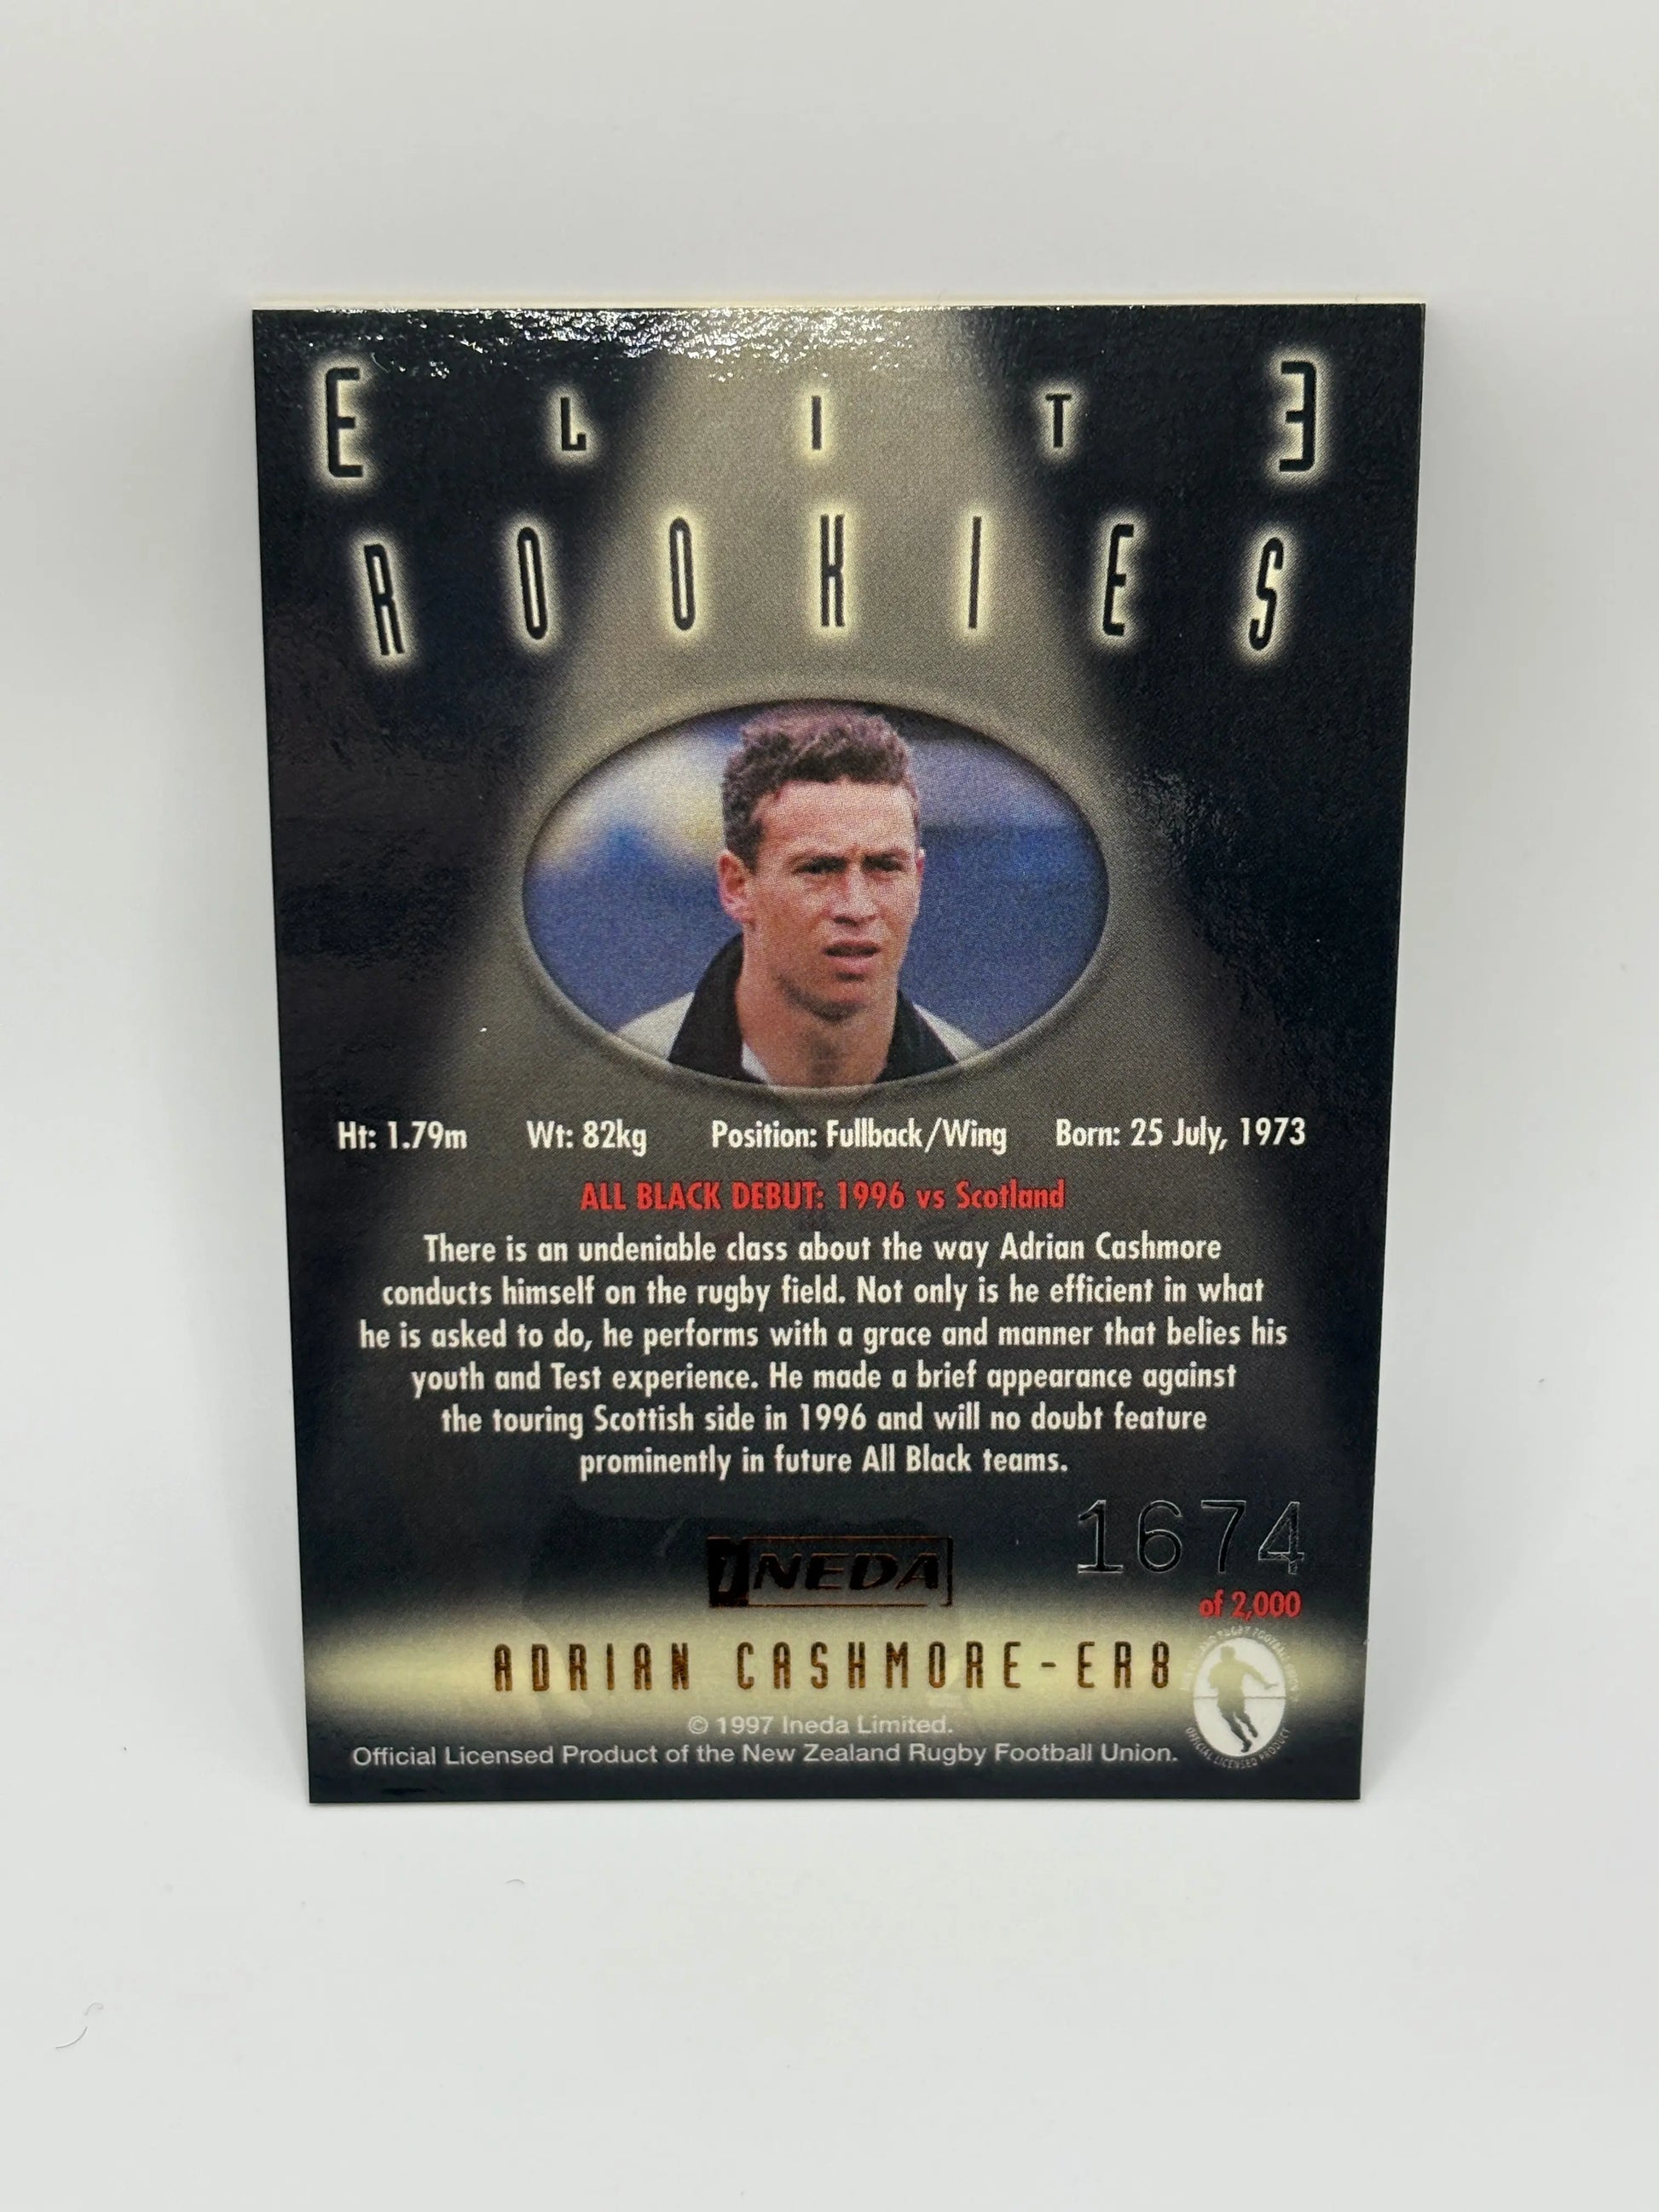 ELITE
ROOKIES
Ht: 1.79m Wt: 82kg Position: Fullback/Wing Born: 25 July, 1973
ALL BLACK DEBUT: 1996 vs Scotland
There is an undeniable class about the way Adrian Cashmore
conducts himself on the rugby field. Not only is he efficient in what
he is asked to do, he performs with a grace and manner that belies his
youth and Test experience. He made a brief appearance against
the touring Scottish side in 1996 and will no doubt feature
prominently in future All Black teams.
1674
of 2,000
INEDA
ADRIAN CASHMORE-ER8
© 1997 Ineda Limited.
Official Licensed Product of the New Zealand Rugby Football Union.
OFFICIAL LICENSED PRODUCT